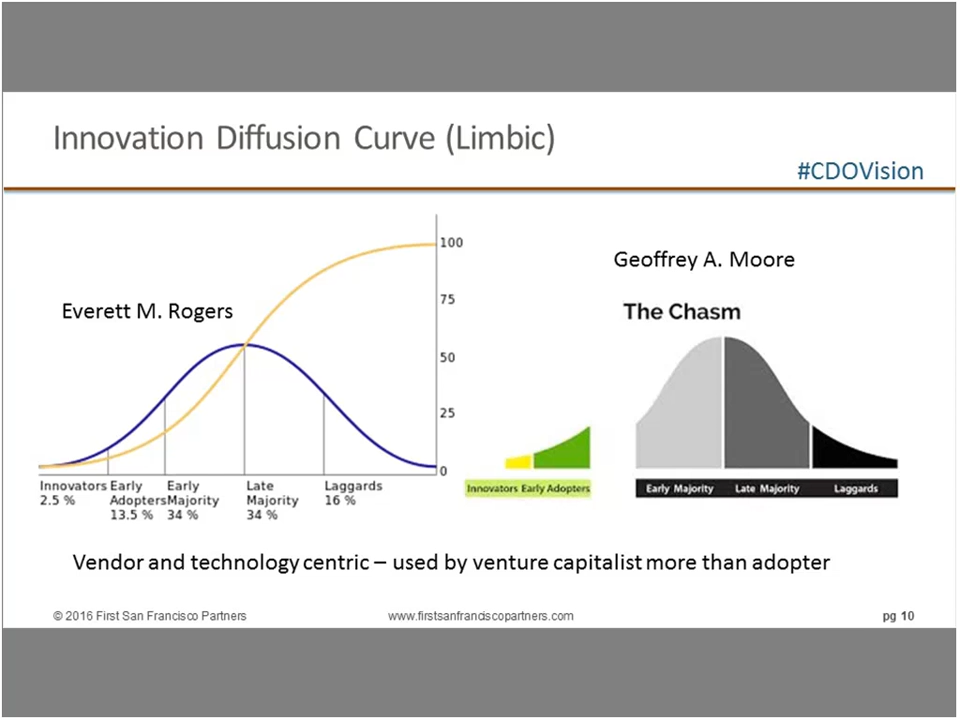 Innovation Diffusion Curve (Limbic)
#CDOVision
Everett M. Rogers
100
75
50
25
0
Innovators
2.5 %
Early
Adopters
13.5 %
Early
Majority
34 %
Late
Majority
34 %
Laggards
16 %
Geoffrey A. Moore
The Chasm
Innovators Early Adopters
Early Majority Late Majority Laggards
Vendor and technology centric – used by venture capitalist more than adopter
© 2016 First San Francisco Partners www.firstsanfranciscopartners.com pg 10